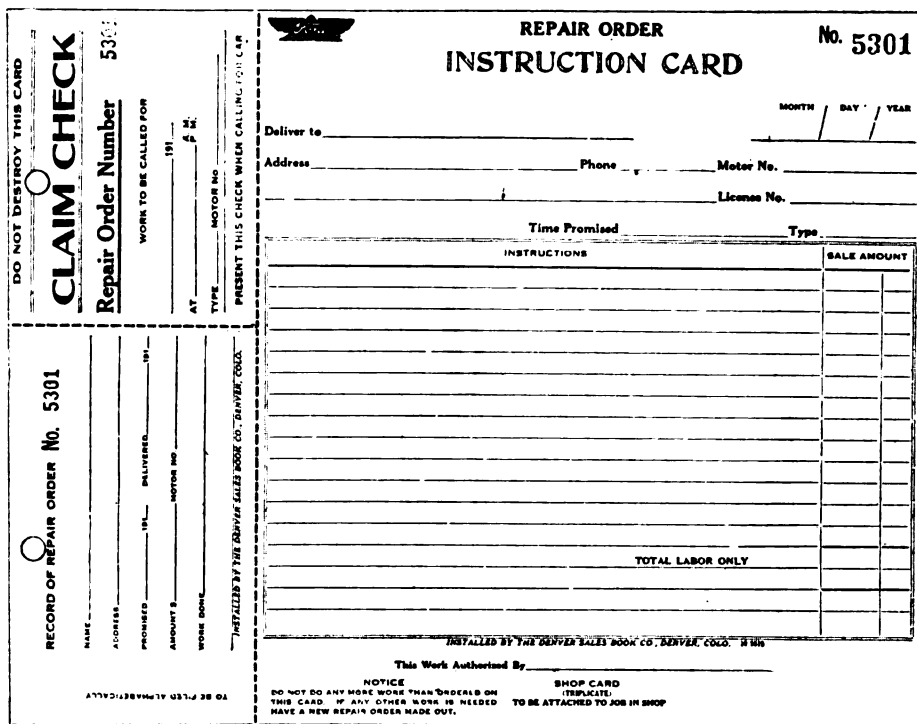 REPAIR ORDER
INSTRUCTION CARD
No. 5301
MONTH / DAY / YEAR
Deliver to
Address Phone Motor No.
License No.
Time Promised Type
INSTRUCTIONS SALE AMOUNT
TOTAL LABOR ONLY
INSTALLED BY THE DENVER SALES BOOK CO., DENVER, COLO.
This Work Authorized By
NOTICE
DO NOT DO ANY MORE WORK THAN ORDERED ON
THIS CARD. IF ANY OTHER WORK IS NEEDED
HAVE A NEW REPAIR ORDER MADE OUT.
SHOP CARD
(TRIPLICATE)
TO BE ATTACHED TO JOB IN SHOP
DO NOT DESTROY THIS CARD
CLAIM CHECK
Repair Order Number 5301
WORK TO BE CALLED FOR
191
AT A. M. P. M.
TYPE MOTOR NO
PRESENT THIS CHECK WHEN CALLING FOR CAR
RECORD OF REPAIR ORDER No. 5301
NAME
ADDRESS
PROMISED 191 DELIVERED 191
AMOUNT $ MOTOR NO
WORK DONE
INSTALLED BY THE DENVER SALES BOOK CO., DENVER, COLO.
TO BE FILED ALPHABETICALLY